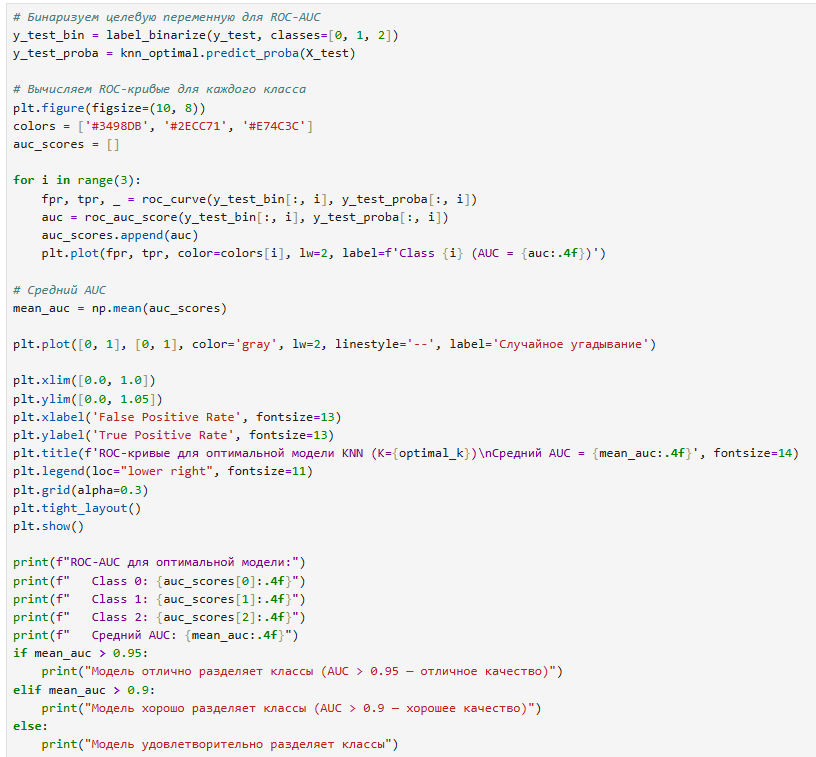 # Бинаризуем целевую переменную для ROC-AUC
y_test_bin = label_binarize(y_test, classes=[0, 1, 2])
y_test_proba = knn_optimal.predict_proba(X_test)

# Вычисляем ROC-кривые для каждого класса
plt.figure(figsize=(10, 8))
colors = ['#3498DB', '#2ECC71', '#E74C3C']
auc_scores = []

for i in range(3):
    fpr, tpr, _ = roc_curve(y_test_bin[:, i], y_test_proba[:, i])
    auc = roc_auc_score(y_test_bin[:, i], y_test_proba[:, i])
    auc_scores.append(auc)
    plt.plot(fpr, tpr, color=colors[i], lw=2, label=f'Class {i} (AUC = {auc:.4f})')

# Средний AUC
mean_auc = np.mean(auc_scores)

plt.plot([0, 1], [0, 1], color='gray', lw=2, linestyle='--', label='Случайное угадывание')

plt.xlim([0.0, 1.0])
plt.ylim([0.0, 1.05])
plt.xlabel('False Positive Rate', fontsize=13)
plt.ylabel('True Positive Rate', fontsize=13)
plt.title(f'ROC-кривые для оптимальной модели KNN (K={optimal_k})\nСредний AUC = {mean_auc:.4f}', fontsize=14)
plt.legend(loc="lower right", fontsize=11)
plt.grid(alpha=0.3)
plt.tight_layout()
plt.show()

print(f"ROC-AUC для оптимальной модели:")
print(f"   Class 0: {auc_scores[0]:.4f}")
print(f"   Class 1: {auc_scores[1]:.4f}")
print(f"   Class 2: {auc_scores[2]:.4f}")
print(f"   Средний AUC: {mean_auc:.4f}")
if mean_auc > 0.95:
    print("Модель отлично разделяет классы (AUC > 0.95 — отличное качество)")
elif mean_auc > 0.9:
    print("Модель хорошо разделяет классы (AUC > 0.9 — хорошее качество)")
else:
    print("Модель удовлетворительно разделяет классы")